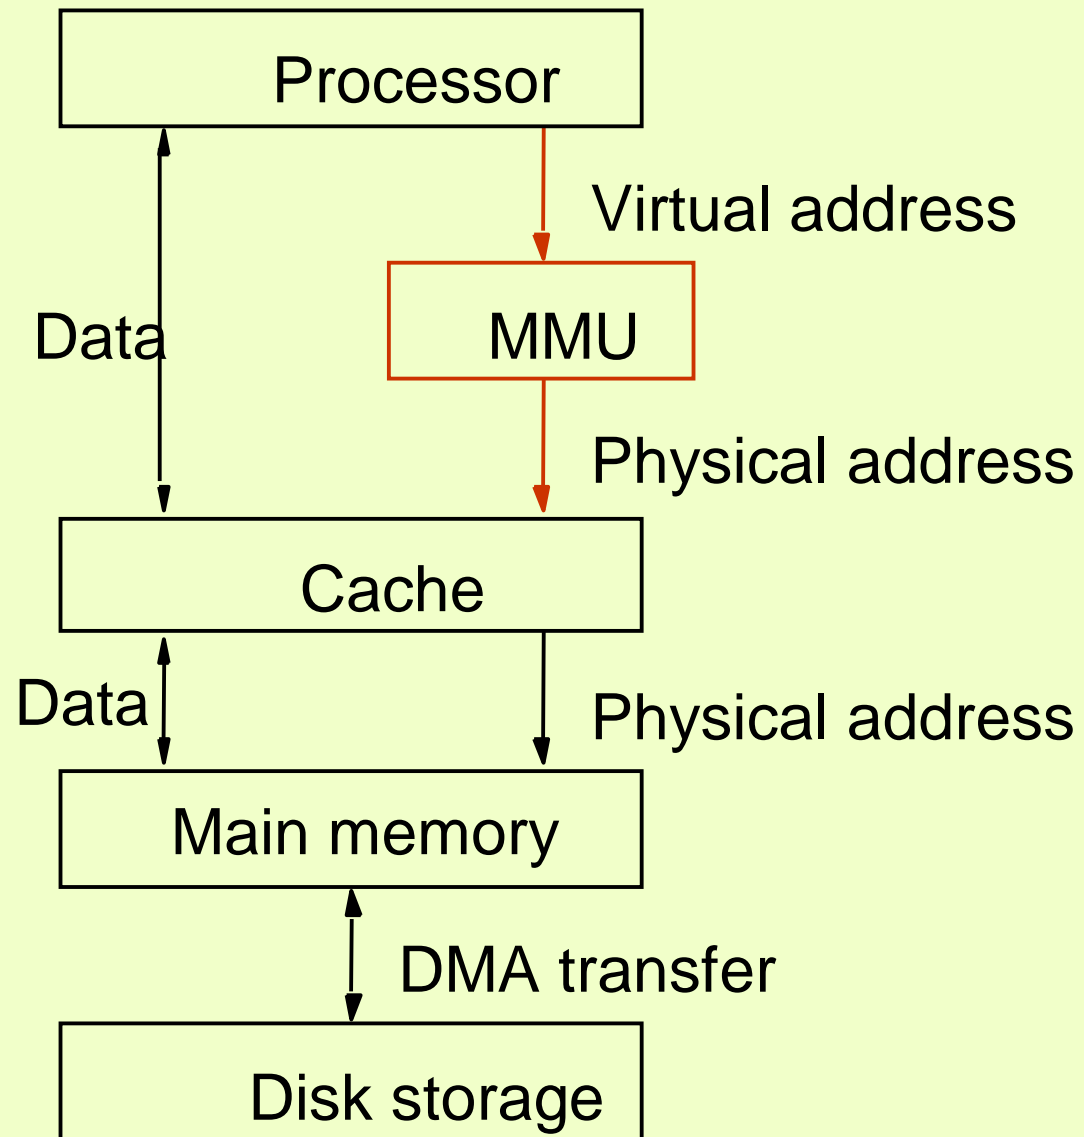 Processor
Virtual address
Data
MMU
Physical address
Cache
Data
Physical address
Main memory
DMA transfer
Disk storage